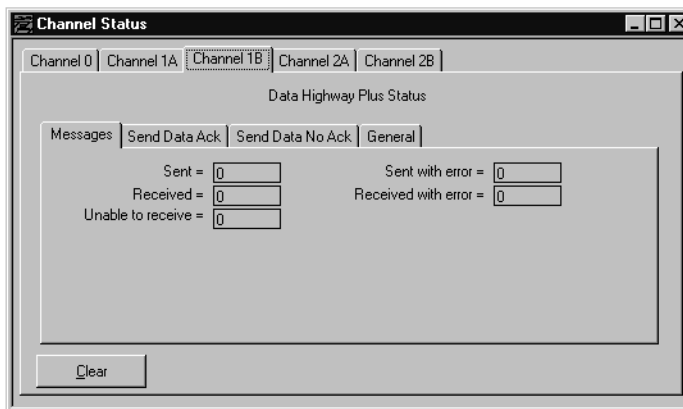 Channel Status
Channel 0 Channel 1A Channel 1B Channel 2A Channel 2B
Data Highway Plus Status
Messages Send Data Ack Send Data No Ack General
Sent = 0 Sent with error = 0
Received = 0 Received with error = 0
Unable to receive = 0
Clear